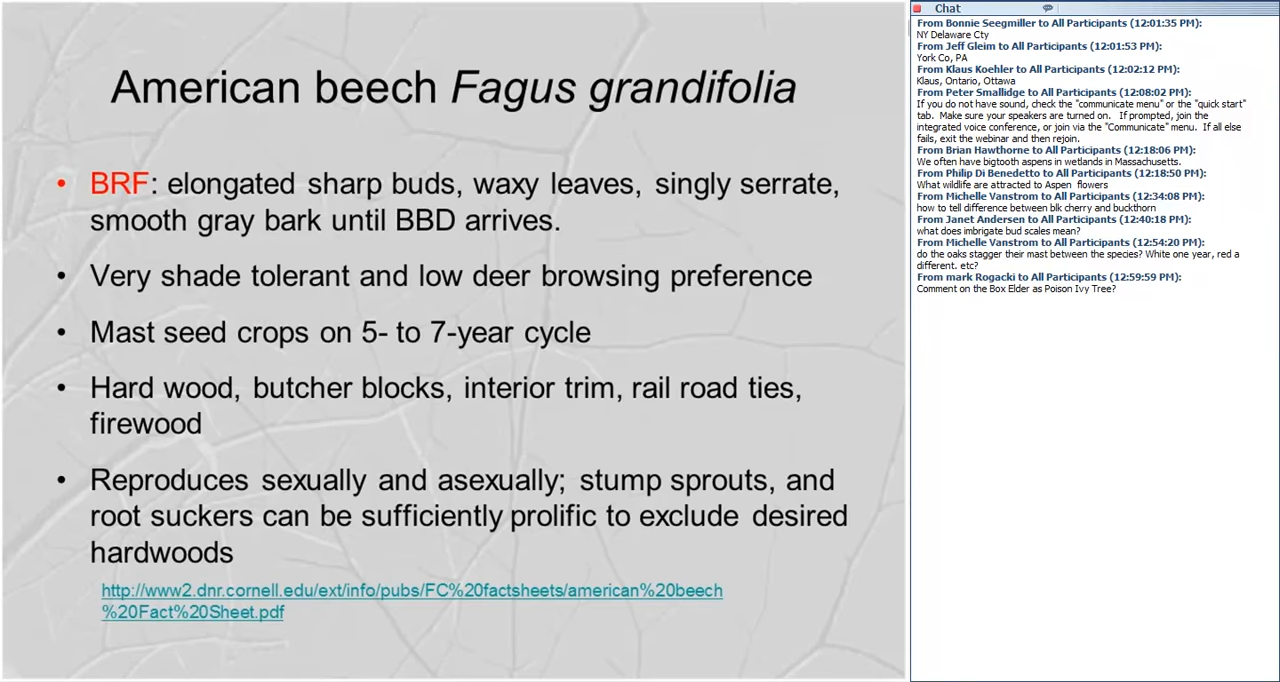 American beech Fagus grandifolia
• BRF: elongated sharp buds, waxy leaves, singly serrate,
smooth gray bark until BBD arrives.
• Very shade tolerant and low deer browsing preference
• Mast seed crops on 5- to 7-year cycle
• Hard wood, butcher blocks, interior trim, rail road ties,
firewood
• Reproduces sexually and asexually; stump sprouts, and
root suckers can be sufficiently prolific to exclude desired
hardwoods
http://www2.dnr.cornell.edu/ext/info/pubs/FC%20factsheets/american%20beech
%20Fact%20Sheet.pdf
Chat
From Bonnie Seegmiller to All Participants (12:01:35 PM):
NY Delaware Cty
From Jeff Gleim to All Participants (12:01:53 PM):
York Co, PA
From Klaus Koehler to All Participants (12:02:12 PM):
Klaus, Ontario, Ottawa
From Peter Smallidge to All Participants (12:08:02 PM):
If you do not have sound, check the "communicate menu" or the "quick start"
tab. Make sure your speakers are turned on. If prompted, join the
integrated voice conference, or join via the "Communicate" menu. If all else
fails, exit the webinar and then rejoin.
From Brian Hawthorne to All Participants (12:18:06 PM):
We often have bigtooth aspens in wetlands in Massachusetts.
From Philip Di Benedetto to All Participants (12:18:50 PM):
What wildlife are attracted to Aspen flowers
From Michelle Vanstrom to All Participants (12:34:08 PM):
how to tell difference between blk cherry and buckthorn
From Janet Andersen to All Participants (12:40:18 PM):
what does imbrigate bud scales mean?
From Michelle Vanstrom to All Participants (12:54:20 PM):
do the oaks stagger their mast between the species? White one year, red a
different. etc?
From mark Rogacki to All Participants (12:59:59 PM):
Comment on the Box Elder as Poison Ivy Tree?